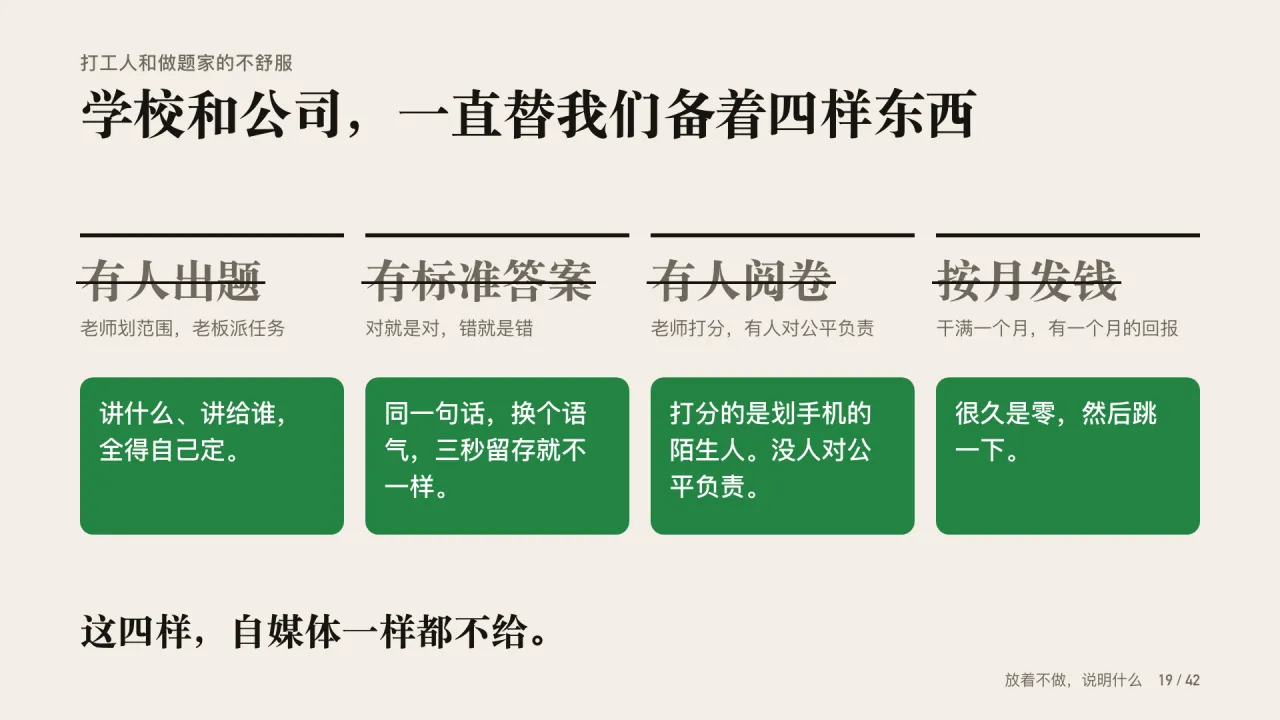 打工人和做题家的不舒服
学校和公司，一直替我们备着四样东西
有人出题
老师划范围，老板派任务
讲什么、讲给谁，
全得自己定。
有标准答案
对就是对，错就是错
同一句话，换个语
气，三秒留存就不
一样。
有人阅卷
老师打分，有人对公平负责
打分的是划手机的
陌生人。没人对公
平负责。
按月发钱
干满一个月，有一个月的回报
很久是零，然后跳
一下。
这四样，自媒体一样都不给。
放着不做，说明什么 19 / 42